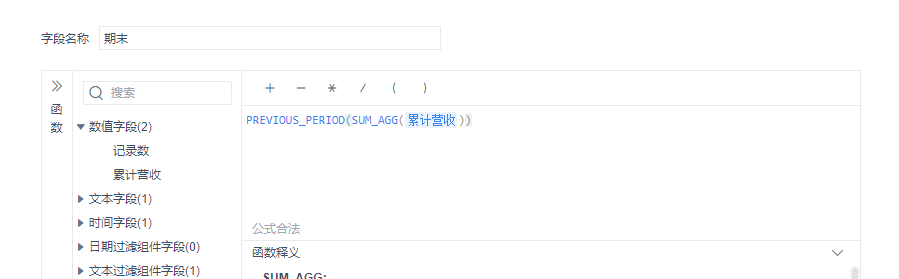 字段名称 期末
函数
搜索
+ - * / ( )
PREVIOUS_PERIOD(SUM_AGG(累计营收))
数值字段(2)
记录数
累计营收
文本字段(1)
时间字段(1)
日期过滤组件字段(0)
文本过滤组件字段(1)
公式合法
函数释义
SUM_AGG: